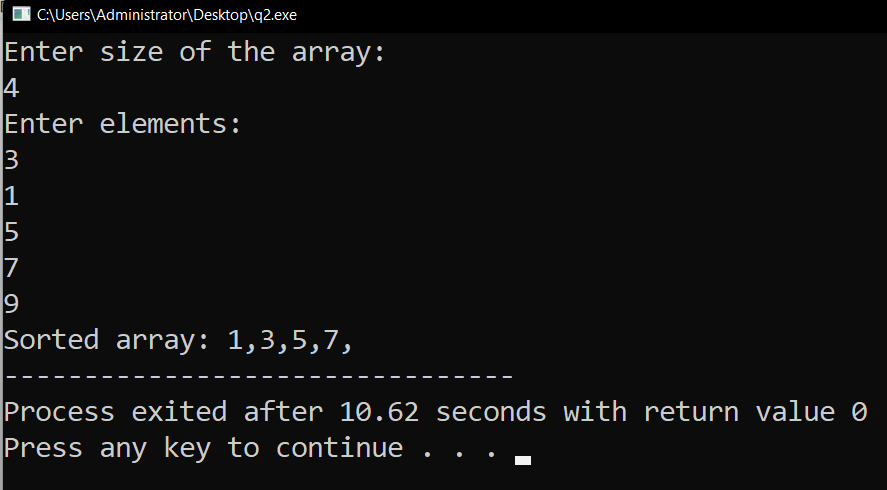 C:\Users\Administrator\Desktop\q2.exe
Enter size of the array:
4
Enter elements:
3
1
5
7
9
Sorted array: 1,3,5,7,
--------------------------------
Process exited after 10.62 seconds with return value 0
Press any key to continue . . .